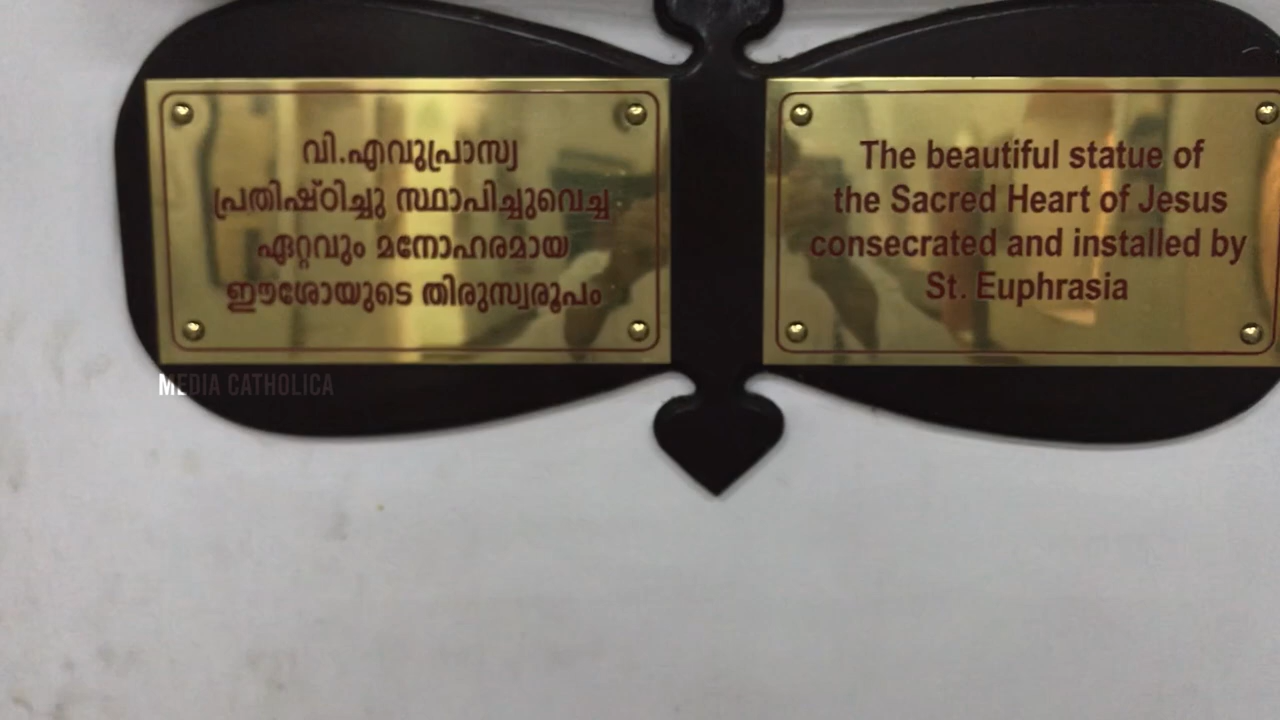 വി.എവുപ്രാസ്യ
പ്രതിഷ്ഠിച്ചു സ്ഥാപിച്ചുവെച്ച
ഏറ്റവും മനോഹരമായ
ഈശോയുടെ തിരുസ്വരൂപം
The beautiful statue of
the Sacred Heart of Jesus
consecrated and installed by
St. Euphrasia
MEDIA CATHOLICA